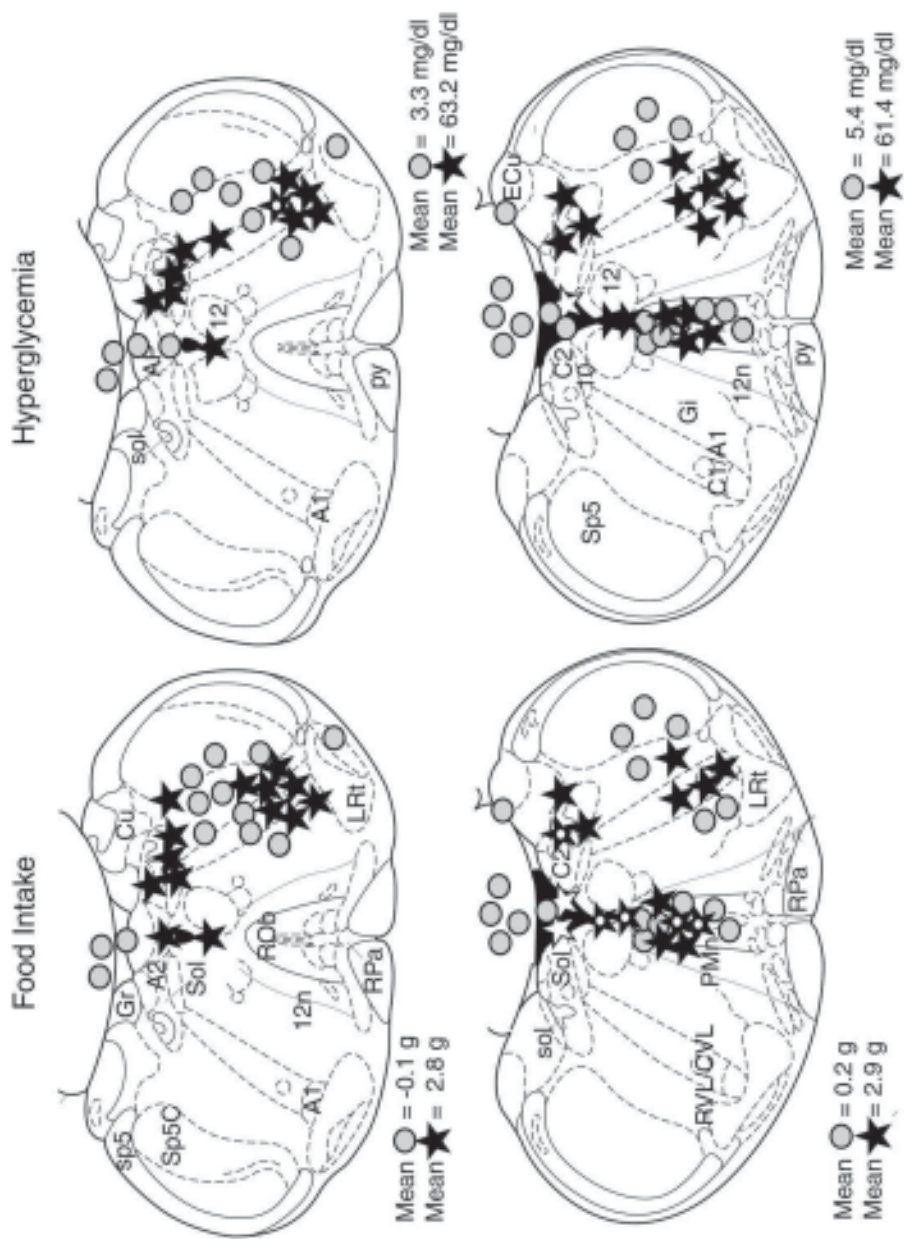 Food Intake
Hyperglycemia
Gr
Cu
sp5
A2
Sp5C
Sol
ROb
12n
A1
LRt
RPa
Mean = -0.1 g
Mean = 2.8 g
sol
12
A1
py
Mean = 3.3 mg/dl
Mean = 63.2 mg/dl
sol
Sol
C2
RVL/CVL
PMn
LRt
RPa
Mean = 0.2 g
Mean = 2.9 g
ECu
C2
10
12
Sp5
Gi
C1/A1
12n
py
Mean = 5.4 mg/dl
Mean = 61.4 mg/dl